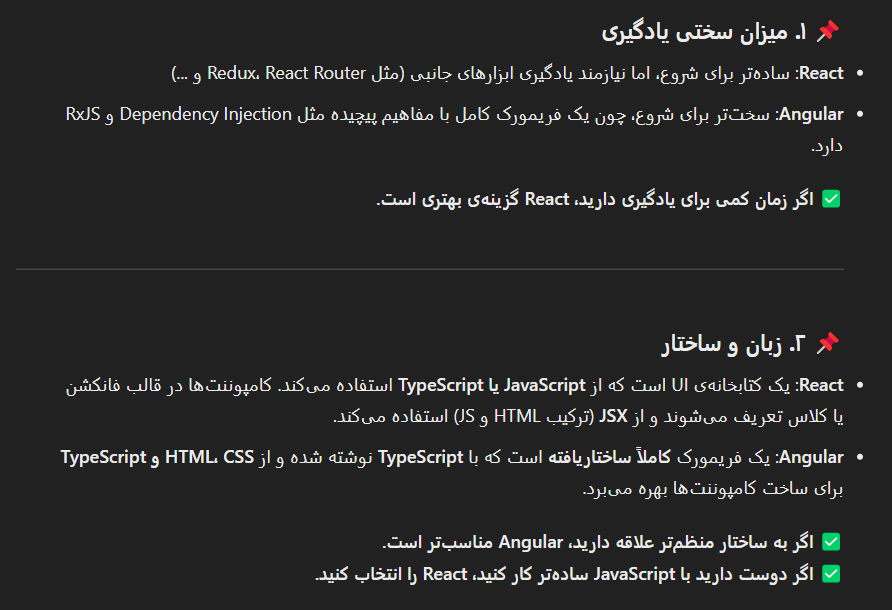 📌 ۱. میزان سختی یادگیری
• React: ساده‌تر برای شروع، اما نیازمند یادگیری ابزارهای جانبی (مثل Redux، React Router و ...)
• Angular: سخت‌تر برای شروع، چون یک فریمورک کامل با مفاهیم پیچیده مثل Dependency Injection و RxJS
دارد.
✅ اگر زمان کمی برای یادگیری دارید، React گزینه‌ی بهتری است.
📌 ۲. زبان و ساختار
• React: یک کتابخانه‌ی UI است که از JavaScript یا TypeScript استفاده می‌کند. کامپوننت‌ها در قالب فانکشن
یا کلاس تعریف می‌شوند و از JSX (ترکیب HTML و JS) استفاده می‌کند.
• Angular: یک فریمورک کاملاً ساختاریافته است که با TypeScript نوشته شده و از HTML، CSS و TypeScript
برای ساخت کامپوننت‌ها بهره می‌برد.
✅ اگر به ساختار منظم‌تر علاقه دارید، Angular مناسب‌تر است.
✅ اگر دوست دارید با JavaScript ساده‌تر کار کنید، React را انتخاب کنید.